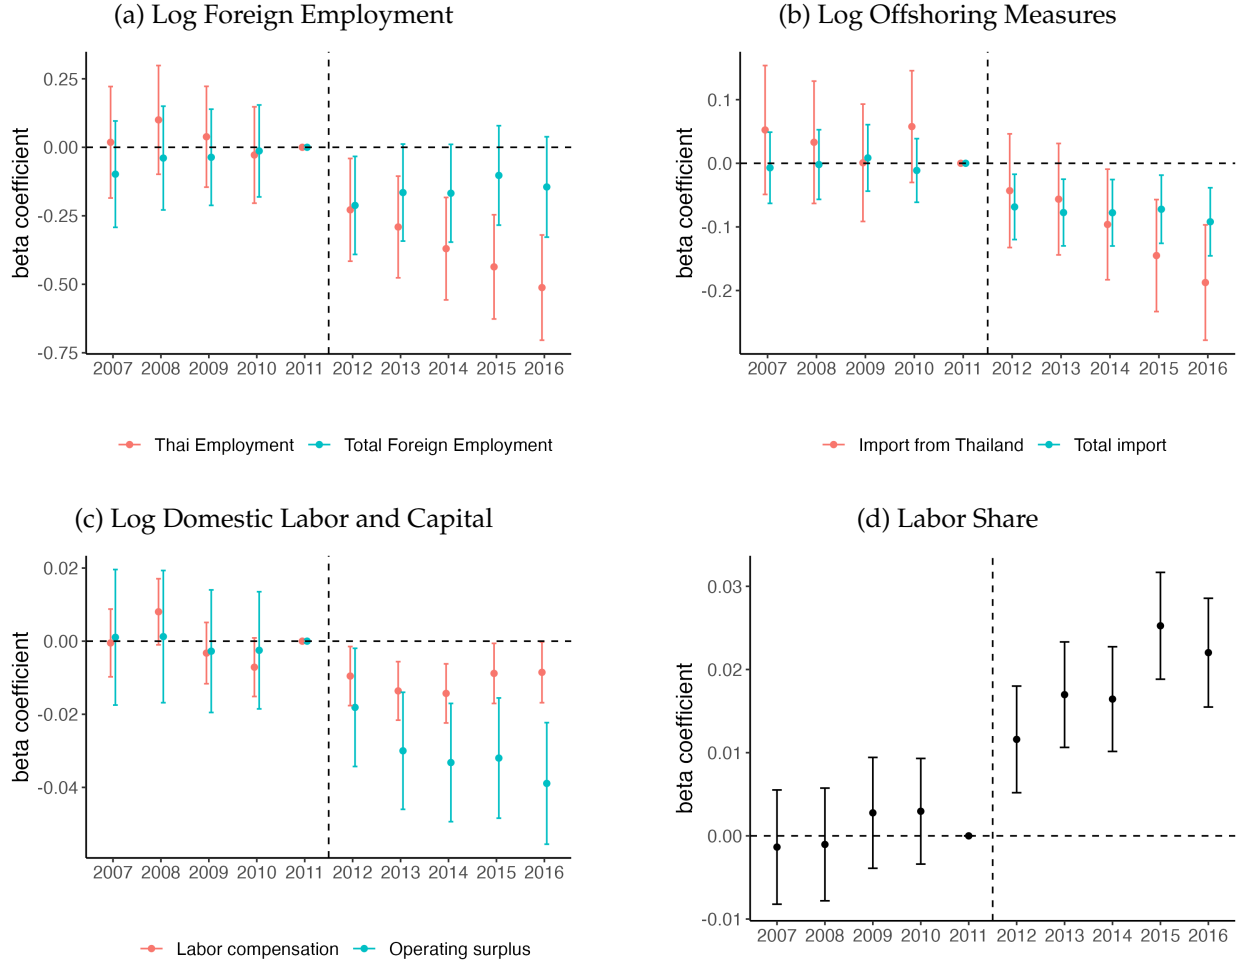 (a) Log Foreign Employment
beta coefficient
0.25
0.00
-0.25
-0.50
-0.75
2007 2008 2009 2010 2011 2012 2013 2014 2015 2016
Thai Employment Total Foreign Employment
(b) Log Offshoring Measures
beta coefficient
0.1
0.0
-0.1
-0.2
2007 2008 2009 2010 2011 2012 2013 2014 2015 2016
Import from Thailand Total import
(c) Log Domestic Labor and Capital
beta coefficient
0.02
0.00
-0.02
-0.04
2007 2008 2009 2010 2011 2012 2013 2014 2015 2016
Labor compensation Operating surplus
(d) Labor Share
beta coefficient
0.03
0.02
0.01
0.00
-0.01
2007 2008 2009 2010 2011 2012 2013 2014 2015 2016